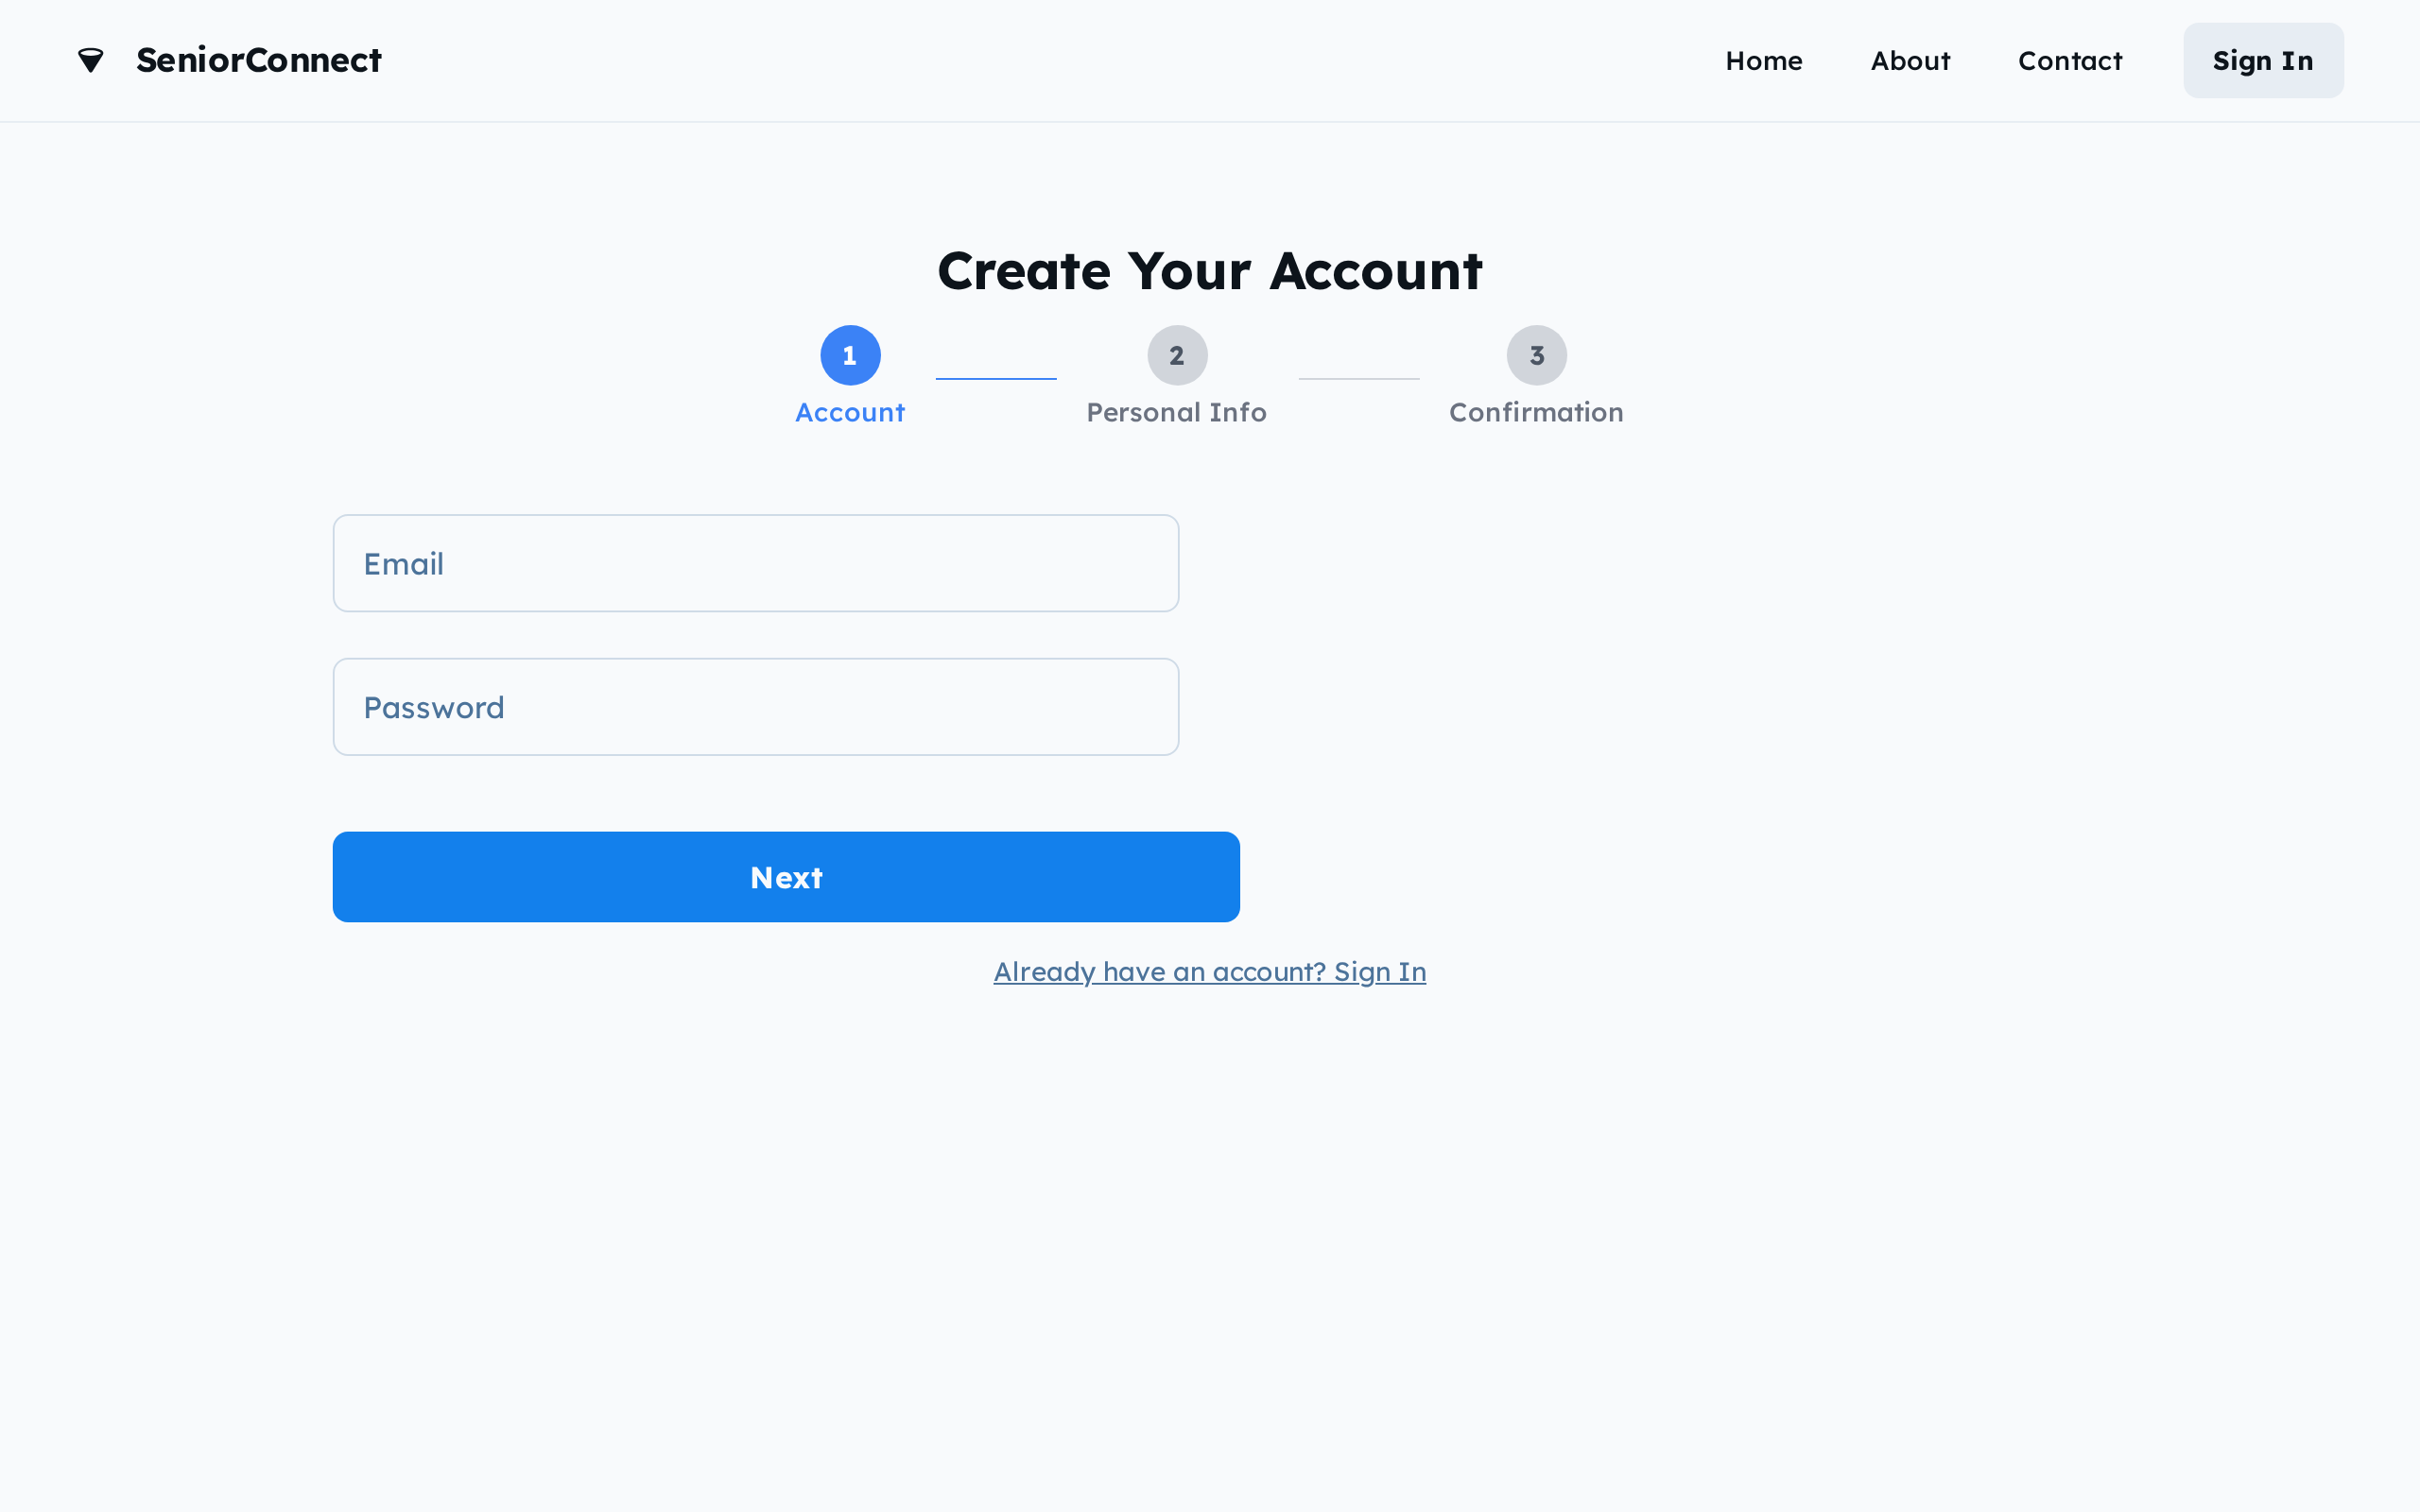 SeniorConnect
Home About Contact Sign In
Create Your Account
1 2 3
Account Personal Info Confirmation
Email
Password
Next
Already have an account? Sign In